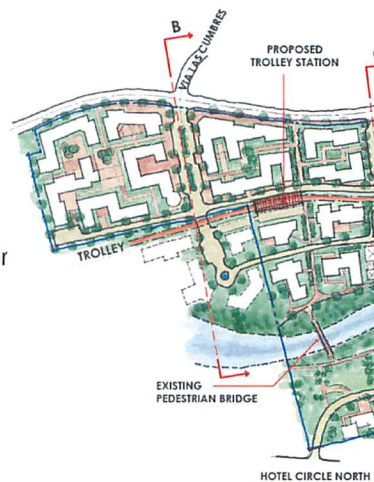 B
VIA LAS CUMBRES
PROPOSED
TROLLEY STATION
r
TROLLEY
EXISTING
PEDESTRIAN BRIDGE
HOTEL CIRCLE NORTH